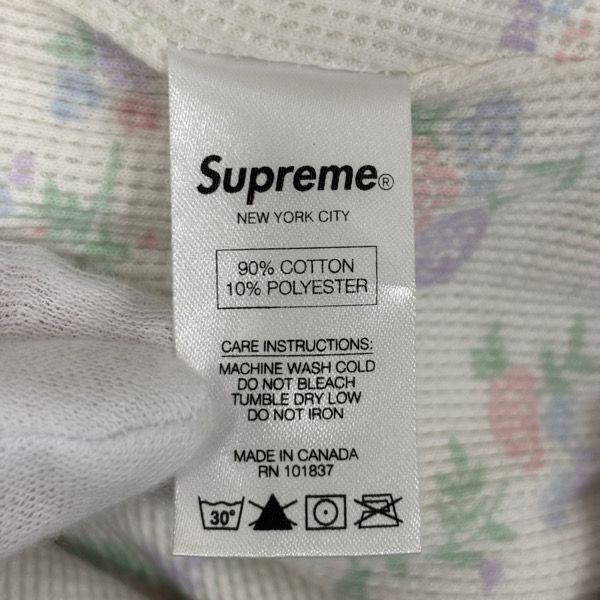 Supreme®
NEW YORK CITY
90% COTTON
10% POLYESTER
CARE INSTRUCTIONS:
MACHINE WASH COLD
DO NOT BLEACH
TUMBLE DRY LOW
DO NOT IRON
MADE IN CANADA
RN 101837
30°